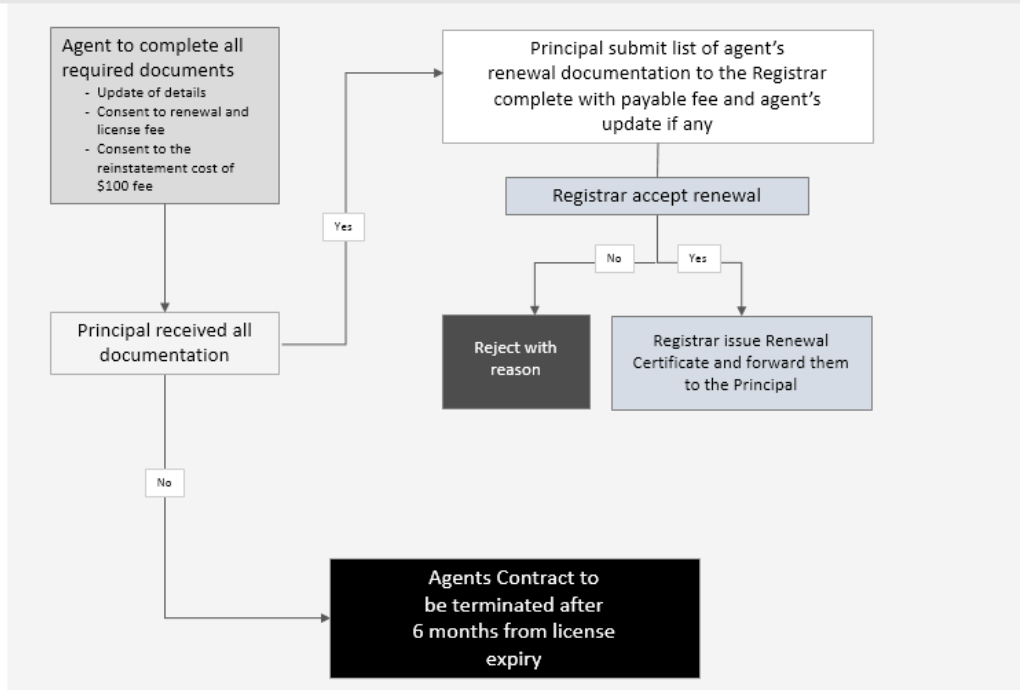 Agent to complete all
required documents
- Update of details
- Consent to renewal and
license fee
- Consent to the
reinstatement cost of
$100 fee
Principal submit list of agent's
renewal documentation to the Registrar
complete with payable fee and agent's
update if any
Registrar accept renewal
Yes
No
Yes
Principal received all
documentation
Reject with
reason
Registrar issue Renewal
Certificate and forward them
to the Principal
No
Agents Contract to
be terminated after
6 months from license
expiry